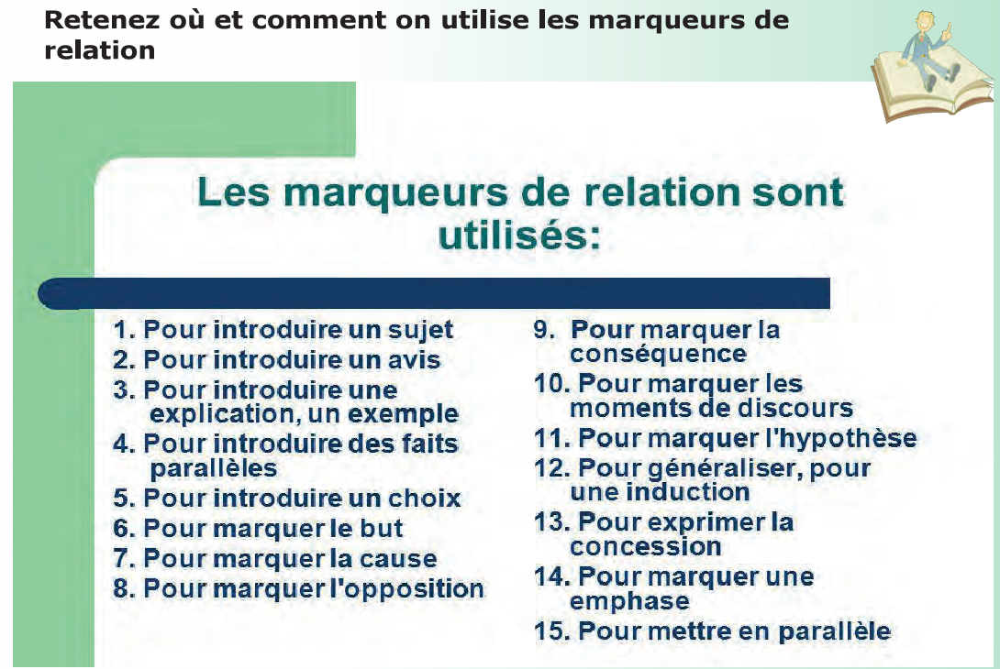 Retenez où et comment on utilise les marqueurs de
relation
Les marqueurs de relation sont
utilisés:
1. Pour introduire un sujet
2. Pour introduire un avis
3. Pour introduire une
explication, un exemple
4. Pour introduire des faits
parallèles
5. Pour introduire un choix
6. Pour marquer le but
7. Pour marquer la cause
8. Pour marquer l'opposition
9. Pour marquer la
conséquence
10. Pour marquer les
moments de discours
11. Pour marquer l'hypothèse
12. Pour généraliser, pour
une induction
13. Pour exprimer la
concession
14. Pour marquer une
emphase
15. Pour mettre en parallèle